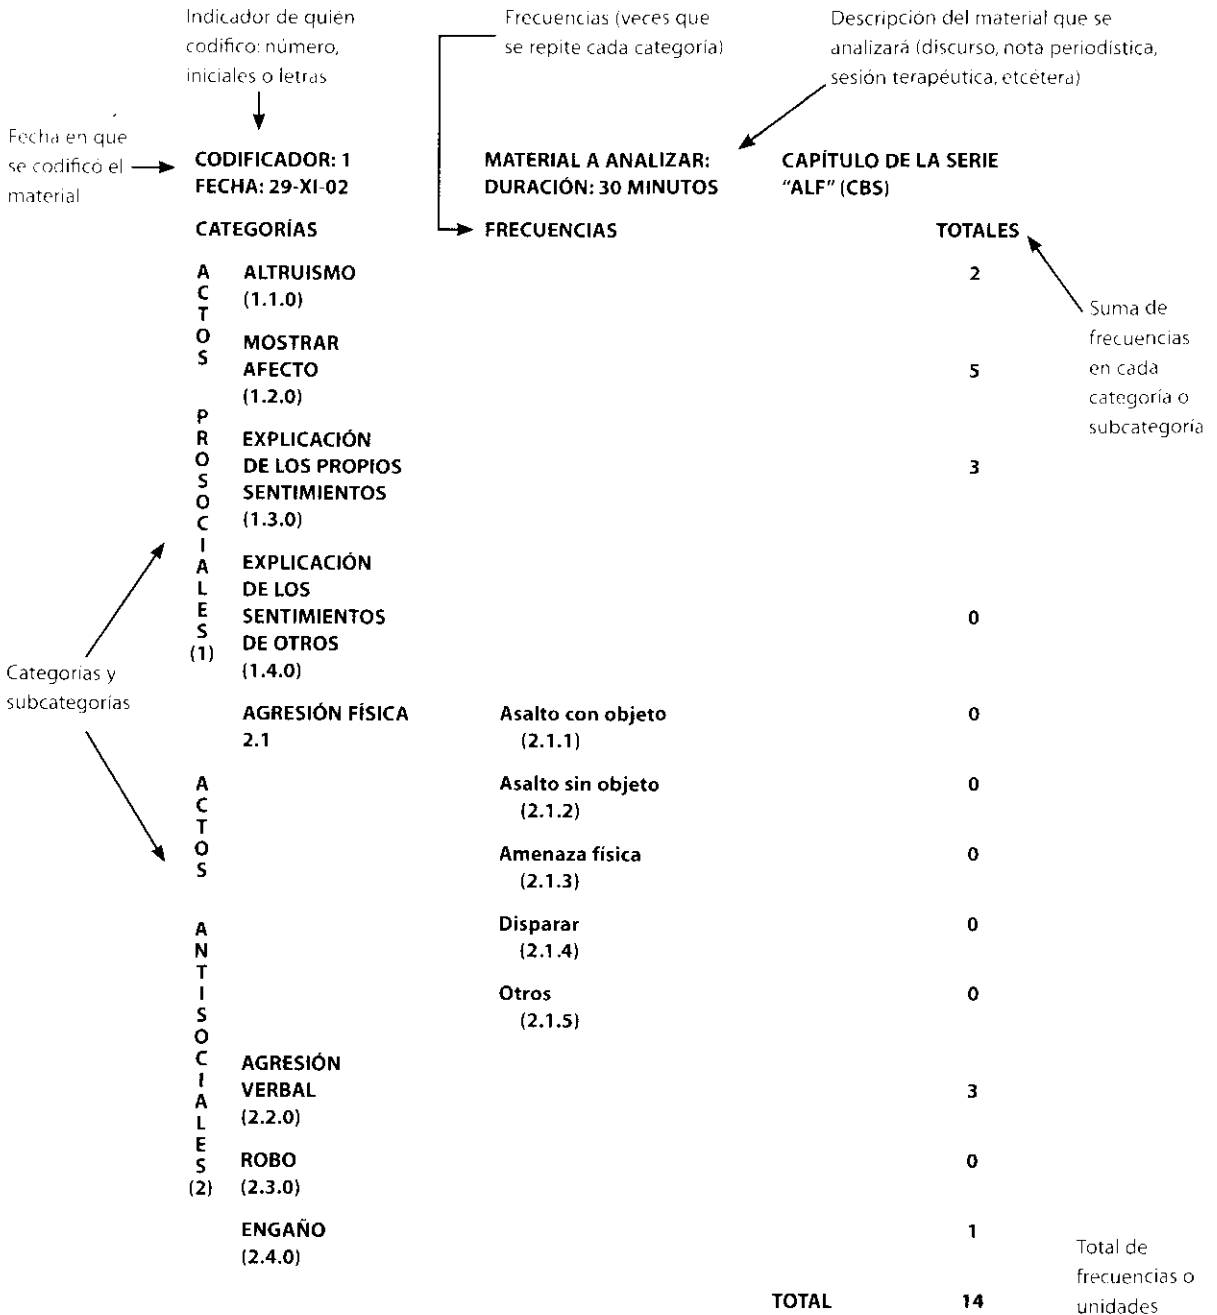 Indicador de quién
codifico: número,
iniciales o letras
Frecuencias (veces que
se repite cada categoría)
Descripción del material que se
analizará (discurso, nota periodística,
sesión terapéutica, etcétera)
Fecha en que
se codificó el
material
CODIFICADOR: 1
FECHA: 29-XI-02
MATERIAL A ANALIZAR:
DURACIÓN: 30 MINUTOS
CAPÍTULO DE LA SERIE
"ALF" (CBS)
CATEGORÍAS
FRECUENCIAS
TOTALES
Suma de
frecuencias
en cada
categoría o
subcategoría
Categorías y
subcategorías
ACTOS PROSOCIALES
(1)
ALTRUISMO 2
(1.1.0)
MOSTRAR
AFECTO 5
(1.2.0)
EXPLICACIÓN
DE LOS PROPIOS 3
SENTIMIENTOS
(1.3.0)
EXPLICACIÓN
DE LOS
SENTIMIENTOS 0
DE OTROS
(1.4.0)
ACTOS ANTISOCIALES
(2)
AGRESIÓN FÍSICA Asalto con objeto 0
2.1 (2.1.1)
Asalto sin objeto 0
(2.1.2)
Amenaza física 0
(2.1.3)
Disparar 0
(2.1.4)
Otros 0
(2.1.5)
AGRESIÓN
VERBAL 3
(2.2.0)
ROBO 0
(2.3.0)
ENGAÑO 1
(2.4.0)
TOTAL 14
Total de
frecuencias o
unidades